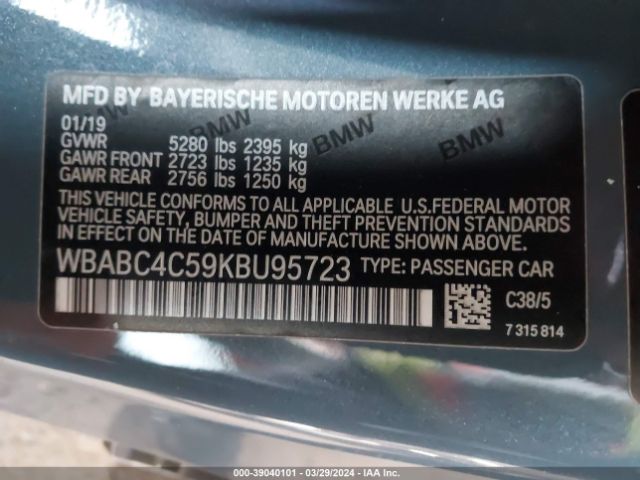 MFD BY BAYERISCHE MOTOREN WERKE AG
01/19
BMW BMW BMW
GVWR 5280 lbs 2395 kg
GAWR FRONT 2723 lbs 1235 kg
GAWR REAR 2756 lbs 1250 kg
THIS VEHICLE CONFORMS TO ALL APPLICABLE U.S.FEDERAL MOTOR
VEHICLE SAFETY, BUMPER AND THEFT PREVENTION STANDARDS
IN EFFECT ON THE DATE OF MANUFACTURE SHOWN ABOVE.
WBABC4C59KBU95723 TYPE: PASSENGER CAR
C38/5
7 315 814
000-39040101 - 03/29/2024 - IAA Inc.